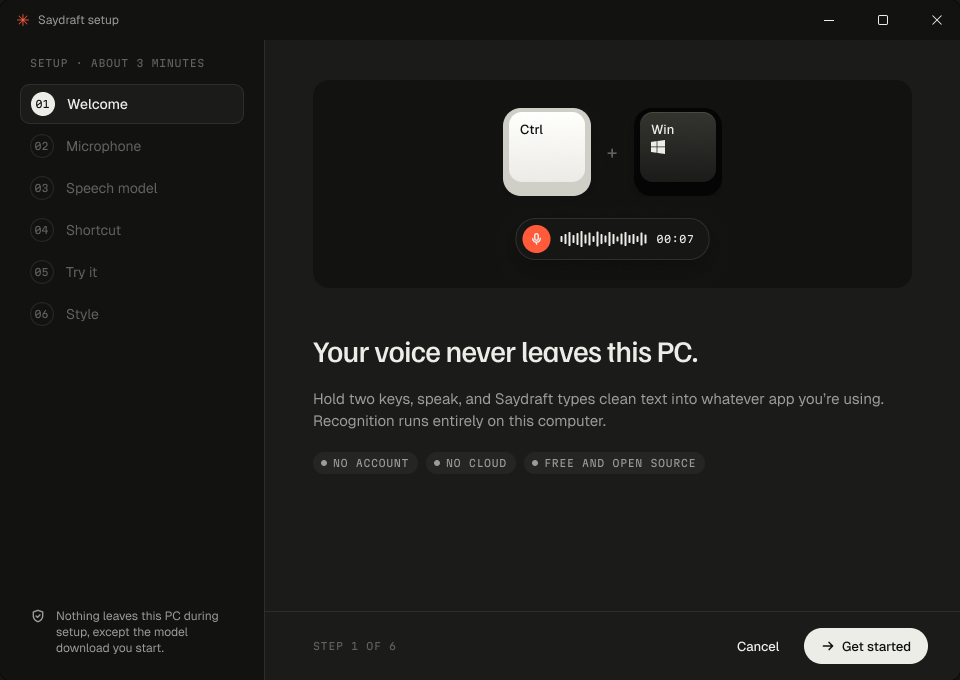 Saydraft setup
SETUP · ABOUT 3 MINUTES
01 Welcome
02 Microphone
03 Speech model
04 Shortcut
05 Try it
06 Style
Nothing leaves this PC during
setup, except the model
download you start.
Ctrl
+
Win
00:07
Your voice never leaves this PC.
Hold two keys, speak, and Saydraft types clean text into whatever app you're using.
Recognition runs entirely on this computer.
NO ACCOUNT
NO CLOUD
FREE AND OPEN SOURCE
STEP 1 OF 6
Cancel
Get started